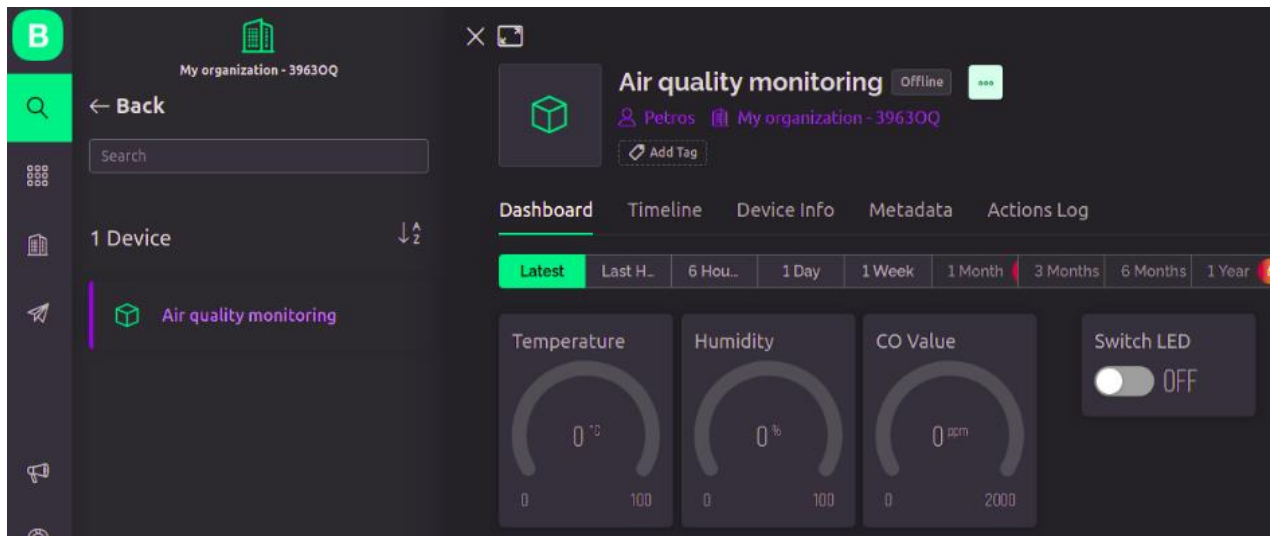 B
My organization - 3963OQ
← Back
Search
1 Device
Air quality monitoring
Air quality monitoring Offline
Petros My organization - 3963OQ
Add Tag
Dashboard Timeline Device Info Metadata Actions Log
Latest Last H... 6 Hou... 1 Day 1 Week 1 Month 3 Months 6 Months 1 Year
Temperature Humidity CO Value Switch LED
OFF
0 °C 0 % 0 ppm
0 100 0 100 0 2000